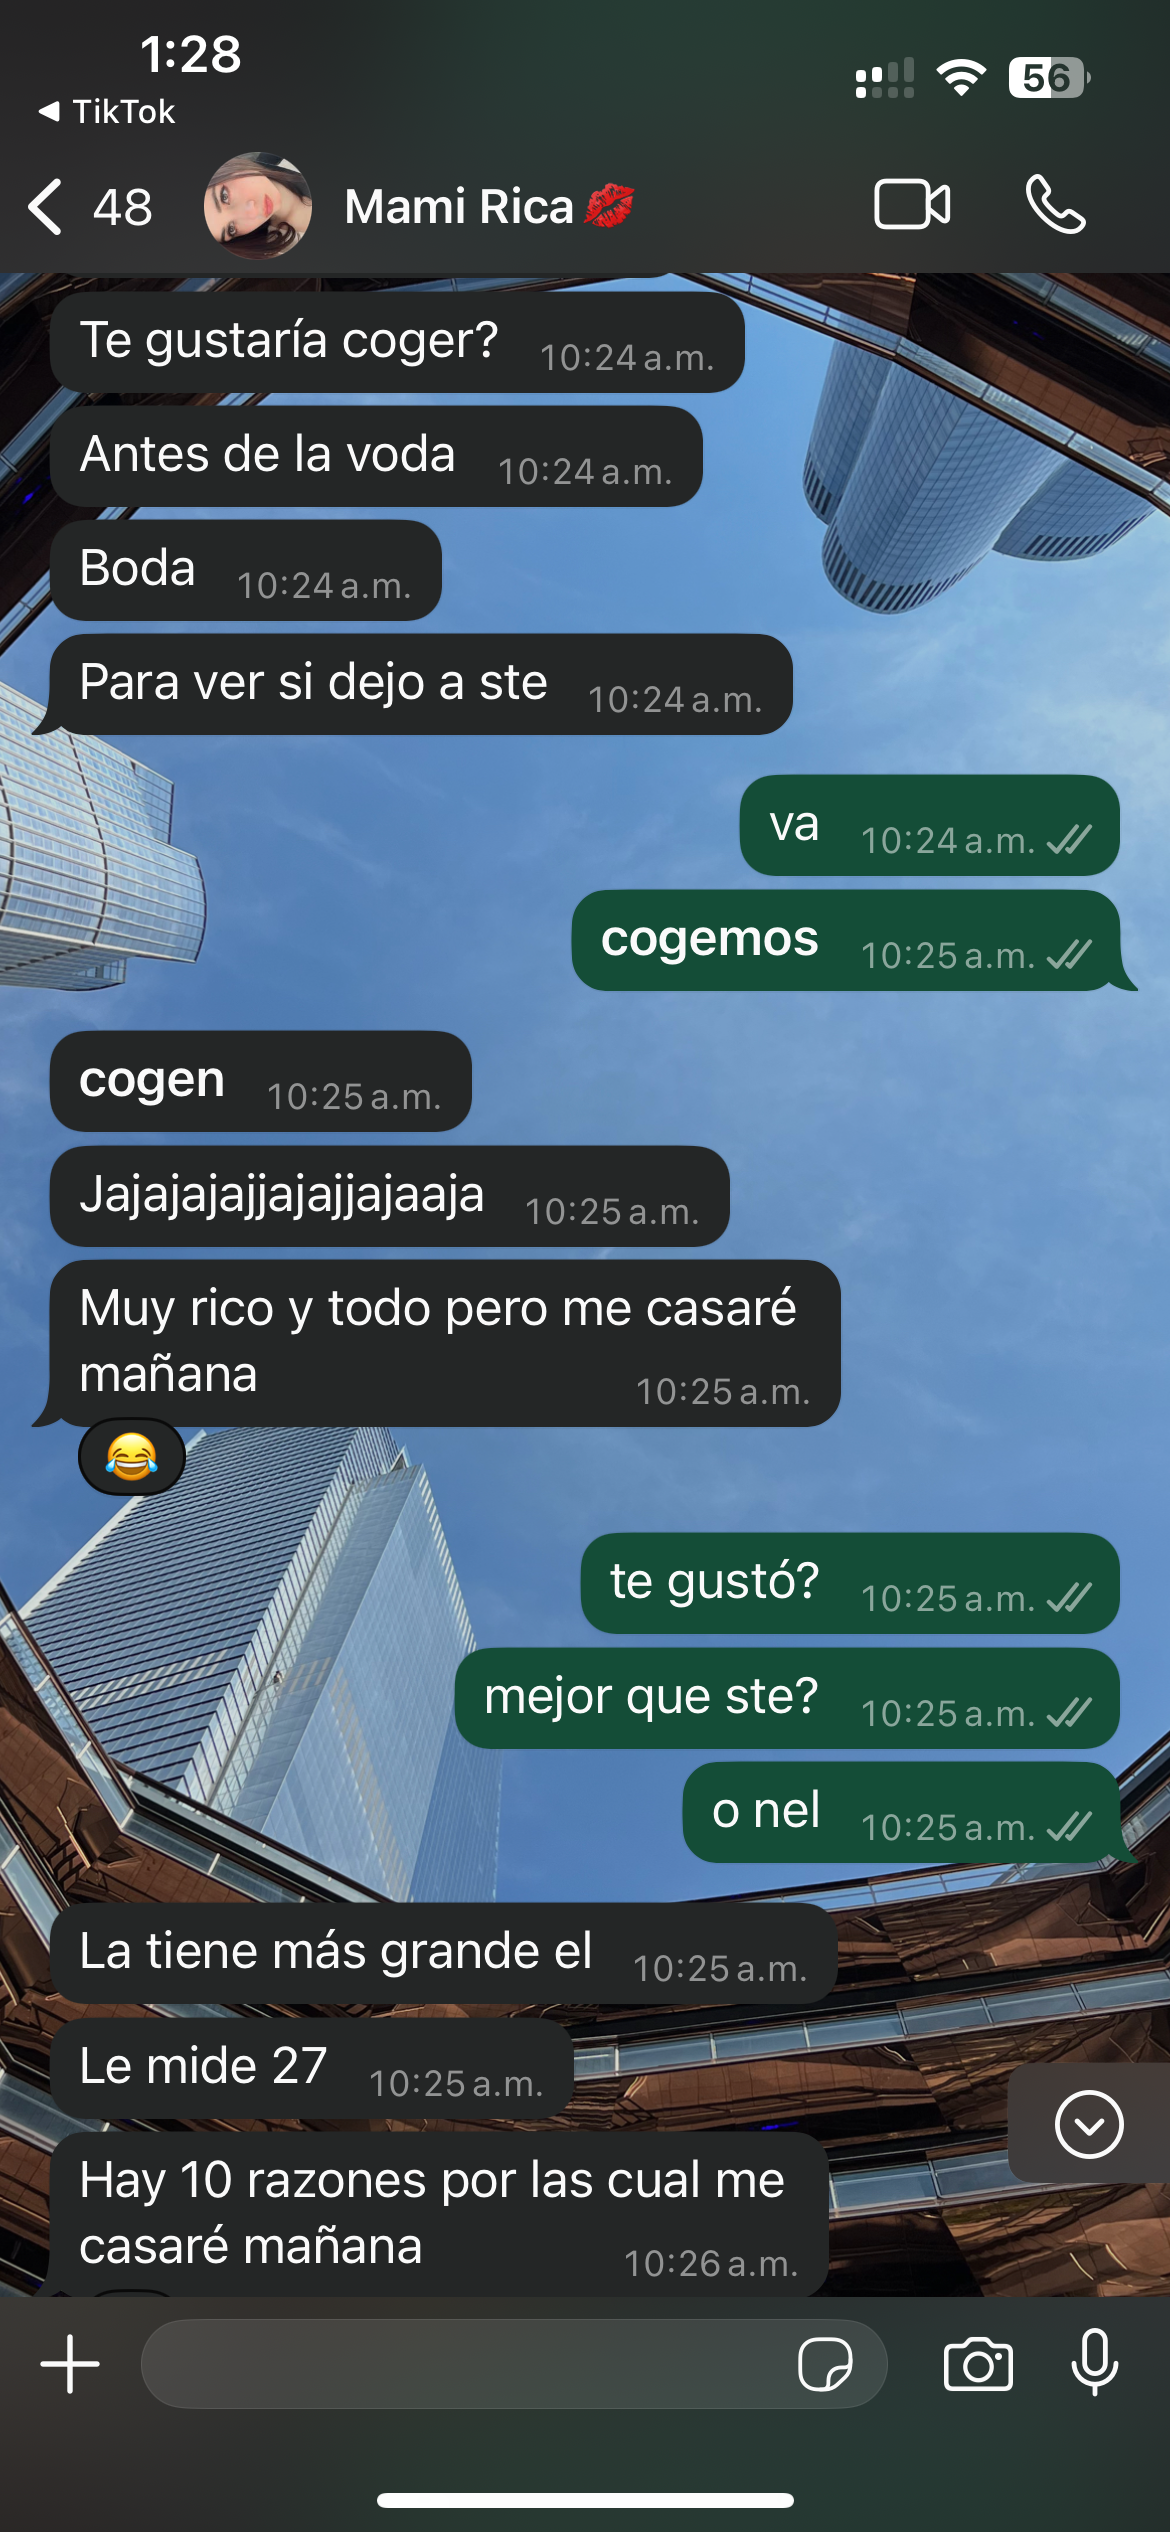 1:28
56
◀ TikTok
48
Mami Rica💋
Te gustaría coger?
10:24 a.m.
Antes de la voda
10:24 a.m.
Boda
10:24 a.m.
Para ver si dejo a ste
10:24 a.m.
va
10:24 a.m.
cogemos
10:25 a.m.
cogen
10:25 a.m.
Jajajajajjajajjajaaja
10:25 a.m.
Muy rico y todo pero me casaré
mañana
10:25 a.m.
😂
te gustó?
10:25 a.m.
mejor que ste?
10:25 a.m.
o nel
10:25 a.m.
La tiene más grande el
10:25 a.m.
Le mide 27
10:25 a.m.
Hay 10 razones por las cual me
casaré mañana
10:26 a.m.